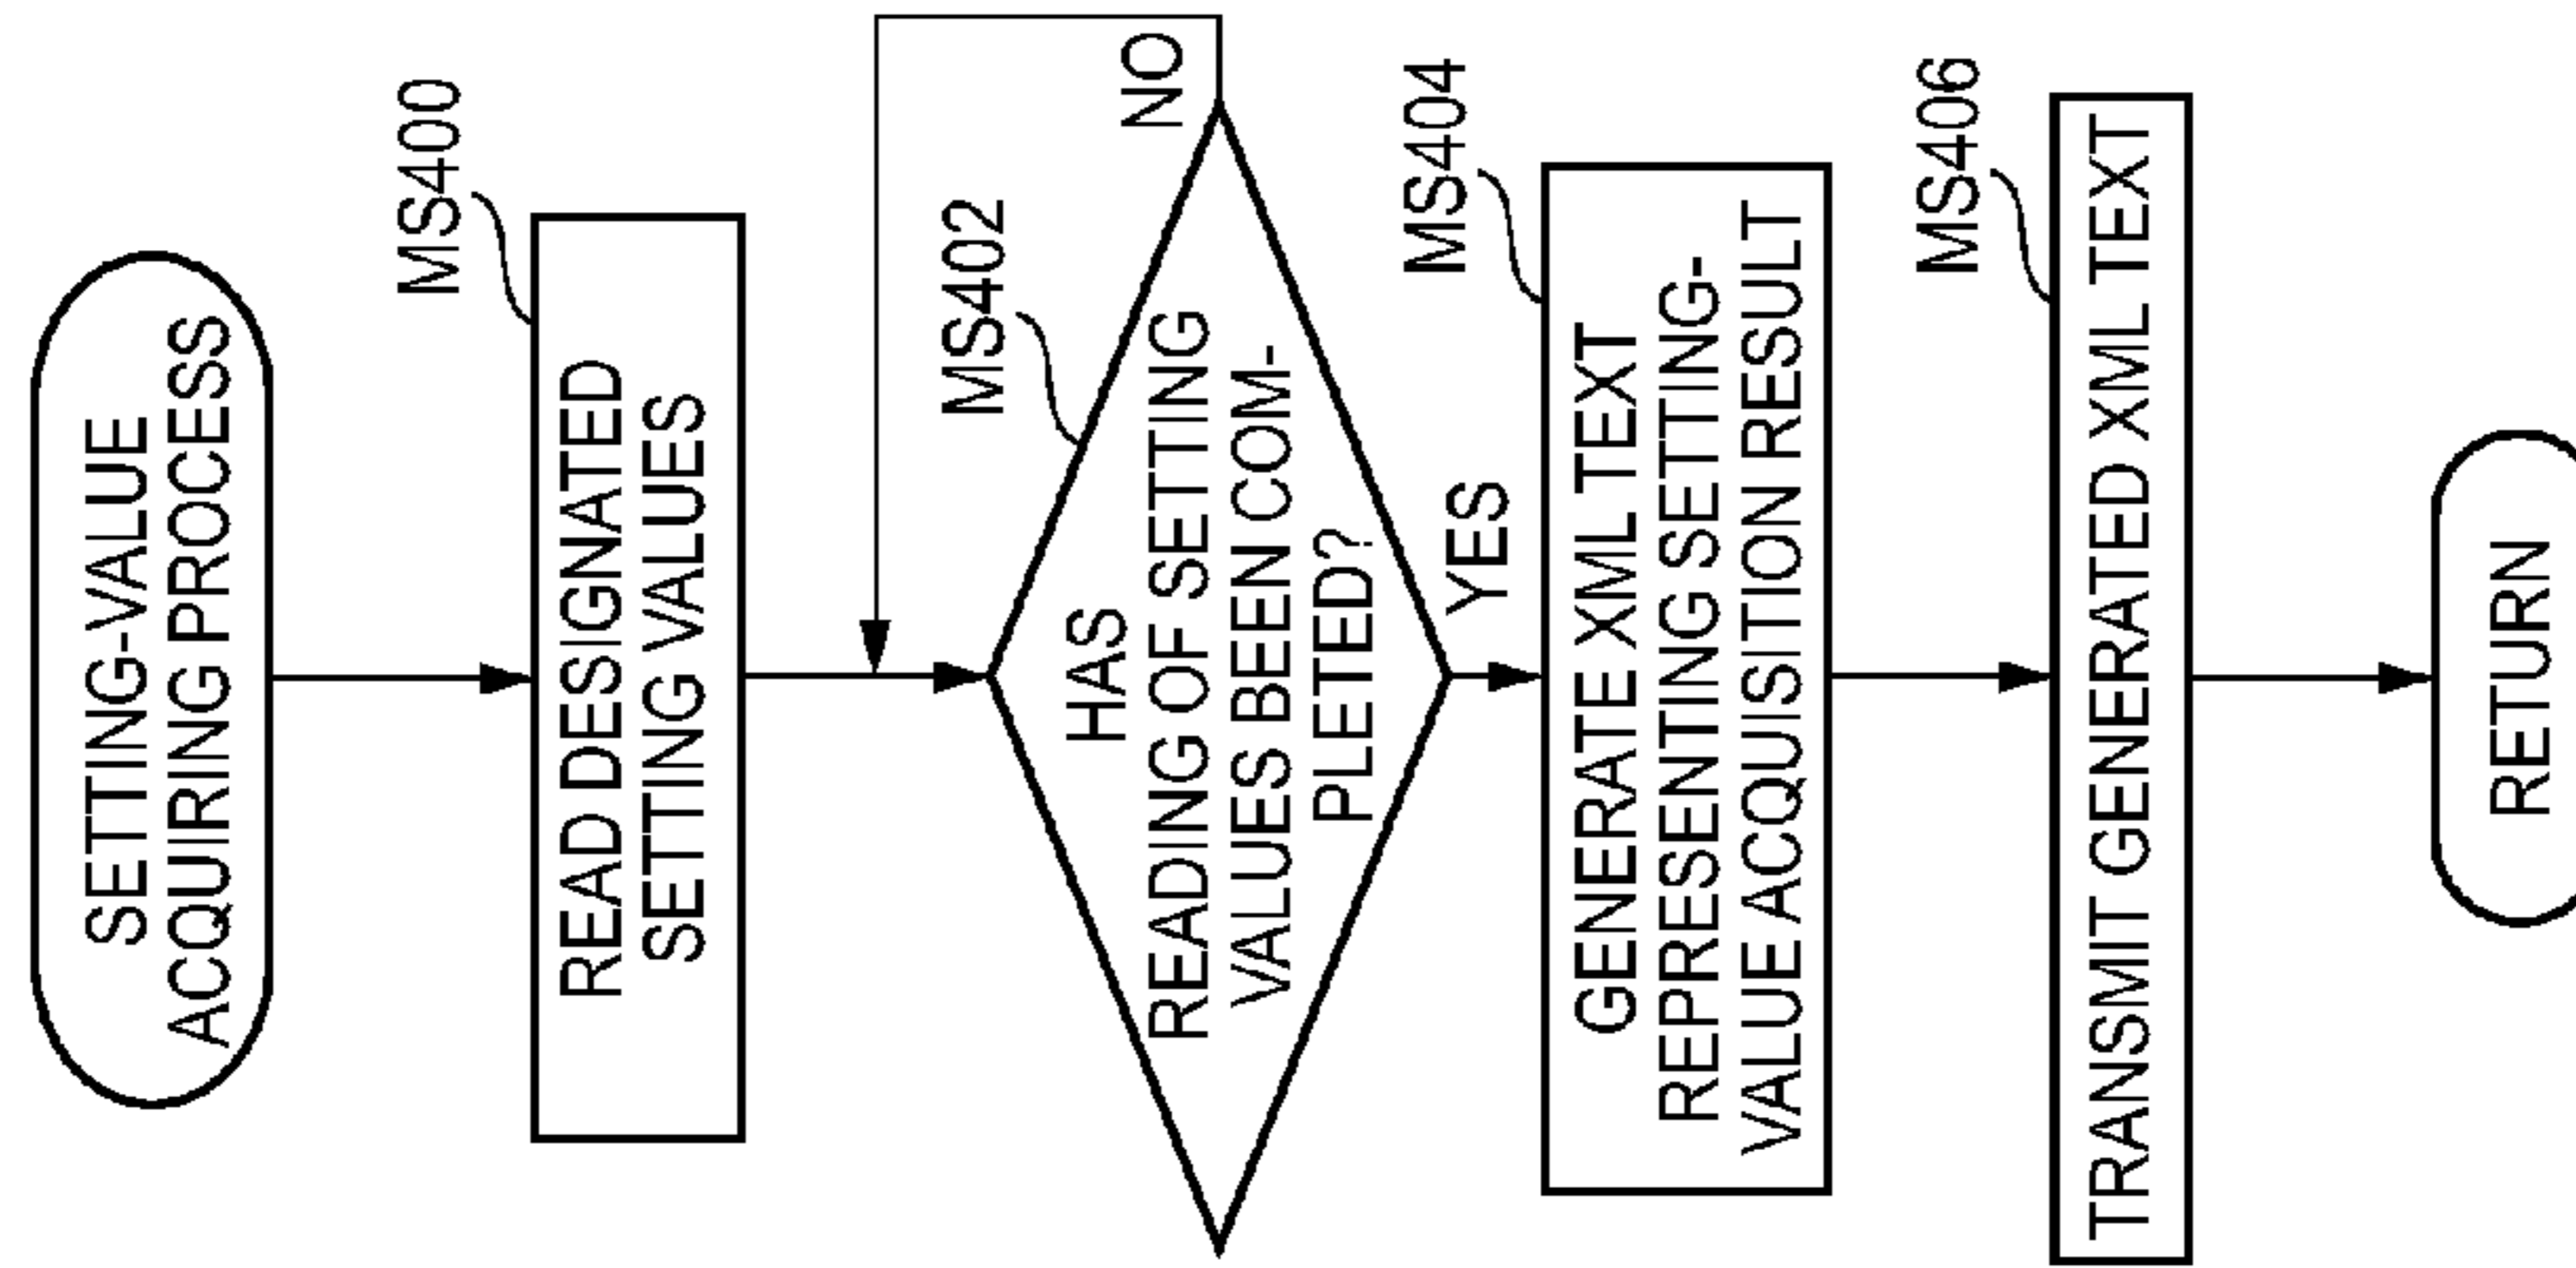 SETTING-VALUE
ACQUIRING PROCESS
MS400
READ DESIGNATED
SETTING VALUES
MS402
HAS
READING OF SETTING
VALUES BEEN COM-
PLETED?
NO
YES
MS404
GENERATE XML TEXT
REPRESENTING SETTING-
VALUE ACQUISITION RESULT
MS406
TRANSMIT GENERATED XML TEXT
RETURN